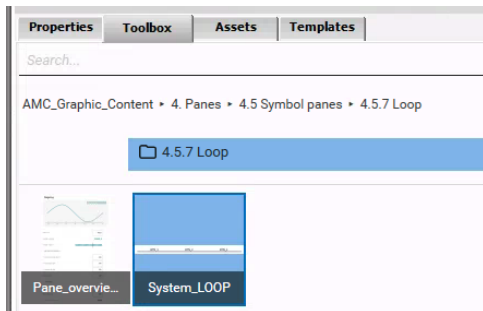 Properties Toolbox Assets Templates
Search...
AMC_Graphic_Content ‣ 4. Panes ‣ 4.5 Symbol panes ‣ 4.5.7 Loop
4.5.7 Loop
Pane_overvie... System_LOOP